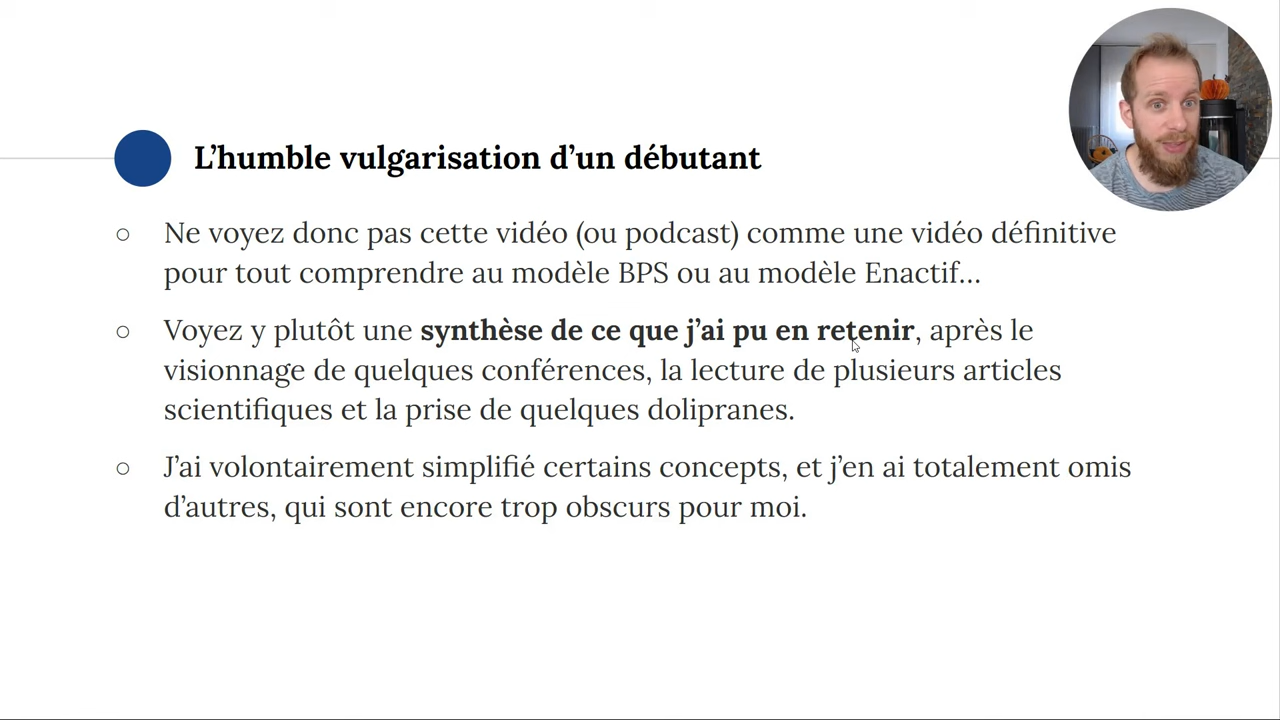 L’humble vulgarisation d’un débutant
○ Ne voyez donc pas cette vidéo (ou podcast) comme une vidéo définitive
pour tout comprendre au modèle BPS ou au modèle Enactif…
○ Voyez y plutôt une synthèse de ce que j’ai pu en retenir, après le
visionnage de quelques conférences, la lecture de plusieurs articles
scientifiques et la prise de quelques dolipranes.
○ J’ai volontairement simplifié certains concepts, et j’en ai totalement omis
d’autres, qui sont encore trop obscurs pour moi.